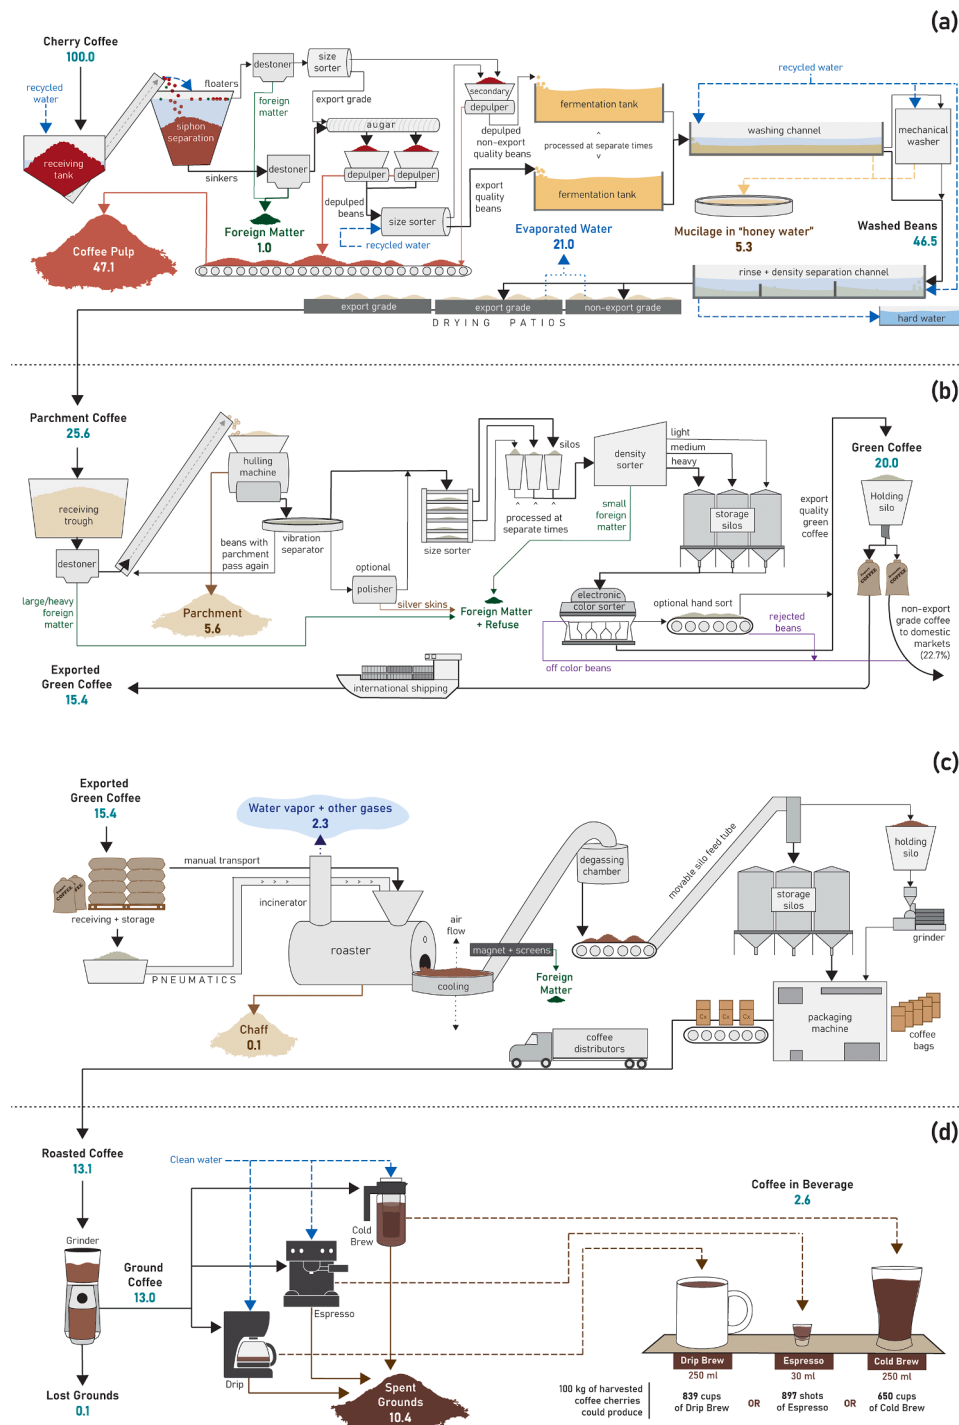 (a)
Cherry Coffee
100.0
recycled
water
receiving
tank
floaters
siphon
separation
sinkers
destoner
foreign
matter
size
sorter
export grade
destoner
Foreign Matter
1.0
augar
depulper
depulper
depulped
beans
size sorter
recycled water
secondary
depulper
depulped
non-export
quality beans
export
quality
beans
fermentation tank
^
processed at
separate times
v
fermentation tank
recycled water
washing channel
mechanical
washer
Mucilage in "honey water"
5.3
Washed Beans
46.5
Coffee Pulp
47.1
Evaporated Water
21.0
rinse + density separation channel
hard water
export grade
export grade
non-export grade
DRYING PATIOS
(b)
Parchment Coffee
25.6
receiving
trough
destoner
large/heavy
foreign
matter
hulling
machine
beans with
parchment
pass again
Parchment
5.6
vibration
separator
optional
polisher
silver skins
size sorter
silos
^ ^ ^
processed at
separate times
density
sorter
light
medium
heavy
small
foreign
matter
Foreign Matter
+ Refuse
storage
silos
electronic
color sorter
optional hand sort
rejected
beans
off color beans
export
quality
green
coffee
Green Coffee
20.0
Holding
silo
COFFEE
COFFEE
non-export
grade coffee
to domestic
markets
(22.7%)
international shipping
Exported
Green Coffee
15.4
(c)
Exported
Green Coffee
15.4
COFFEE
COFFEE
receiving + storage
manual transport
> > > >
PNEUMATICS
Water vapor + other gases
2.3
incinerator
roaster
Chaff
0.1
air
flow
cooling
magnet + screens
Foreign
Matter
degassing
chamber
movable silo feed tube
storage
silos
holding
silo
grinder
packaging
machine
Cx
Cx
Cx
coffee
bags
coffee
distributors
(d)
Roasted Coffee
13.1
Grinder
Ground
Coffee
13.0
Lost Grounds
0.1
Clean water
Cold
Brew
Espresso
Drip
Spent
Grounds
10.4
Coffee in Beverage
2.6
Drip Brew
250 ml
Espresso
30 ml
Cold Brew
250 ml
100 kg of harvested
coffee cherries
could produce
839 cups
of Drip Brew
OR
897 shots
of Espresso
OR
650 cups
of Cold Brew